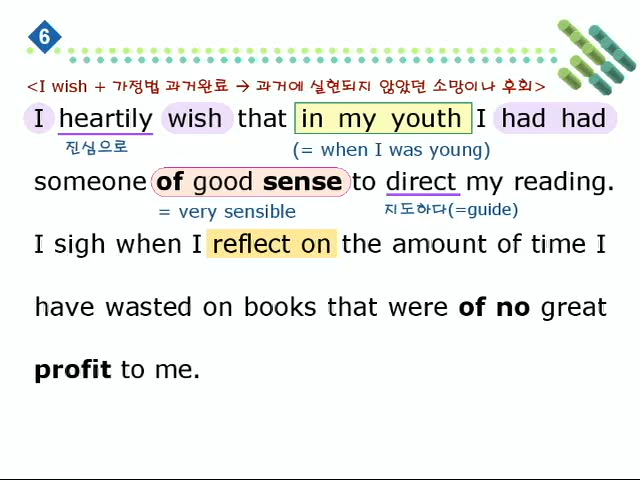 6
<I wish + 가정법 과거완료 → 과거에 실현되지 않았던 소망이나 후회>
I heartily wish that in my youth I had had
진심으로 (= when I was young)
someone of good sense to direct my reading.
= very sensible 지도하다(=guide)
I sigh when I reflect on the amount of time I
have wasted on books that were of no great
profit to me.